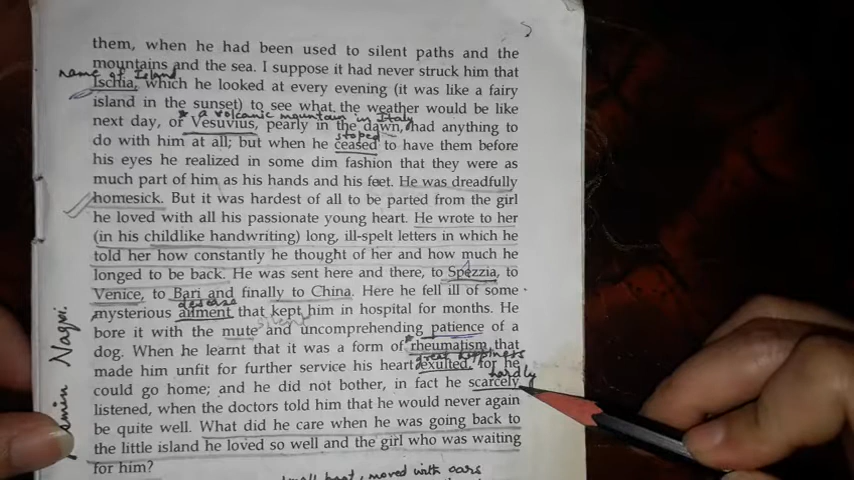 them, when he had been used to silent paths and the
mountains and the sea. I suppose it had never struck him that
name of Island
Ischia, which he looked at every evening (it was like a fairy
island in the sunset) to see what the weather would be like
a volcanic mountain in Italy
next day, or Vesuvius, pearly in the dawn, had anything to
stoped
do with him at all; but when he ceased to have them before
his eyes he realized in some dim fashion that they were as
much part of him as his hands and his feet. He was dreadfully
homesick. But it was hardest of all to be parted from the girl
he loved with all his passionate young heart. He wrote to her
(in his childlike handwriting) long, ill-spelt letters in which he
told her how constantly he thought of her and how much he
longed to be back. He was sent here and there, to Spezzia, to
Venice, to Bari and finally to China. Here he fell ill of some
disease
mysterious ailment that kept him in hospital for months. He
silent
bore it with the mute and uncomprehending patience of a
dog. When he learnt that it was a form of rheumatism that
great happiness
made him unfit for further service his heart exulted, for he
hardly
could go home; and he did not bother, in fact he scarcely
listened, when the doctors told him that he would never again
be quite well. What did he care when he was going back to
the little island he loved so well and the girl who was waiting
for him?
small boat, moved with oars
Naqvi.